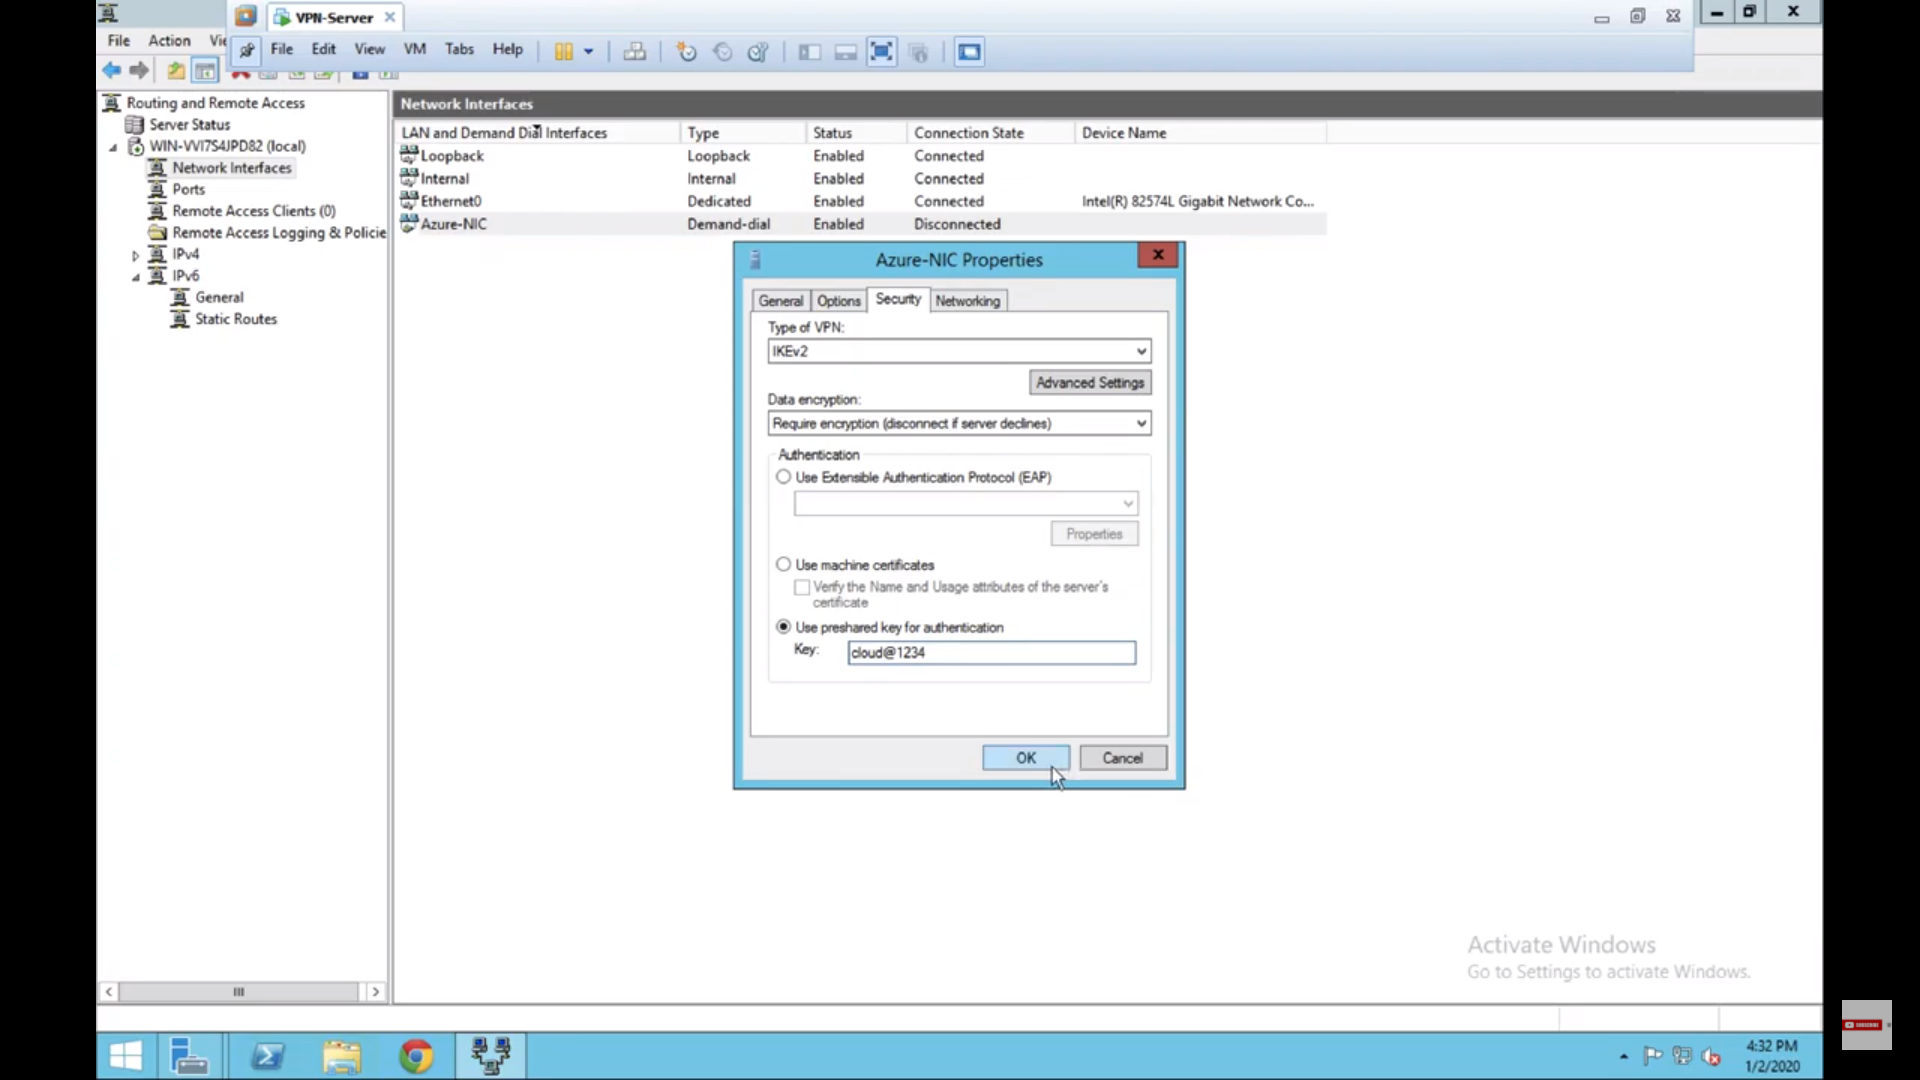 VPN-Server
File Action
File Edit View VM Tabs Help
Routing and Remote Access
Server Status
WIN-VVI7S4JPD82 (local)
Network Interfaces
Ports
Remote Access Clients (0)
Remote Access Logging & Policie
IPv4
IPv6
General
Static Routes
Network Interfaces
LAN and Demand Dial Interfaces Type Status Connection State Device Name
Loopback Loopback Enabled Connected
Internal Internal Enabled Connected
Ethernet0 Dedicated Enabled Connected Intel(R) 82574L Gigabit Network Co...
Azure-NIC Demand-dial Enabled Disconnected
Azure-NIC Properties
General Options Security Networking
Type of VPN:
IKEv2
Advanced Settings
Data encryption:
Require encryption (disconnect if server declines)
Authentication
Use Extensible Authentication Protocol (EAP)
Properties
Use machine certificates
Verify the Name and Usage attributes of the server's
certificate
Use preshared key for authentication
Key: cloud@1234
OK Cancel
Activate Windows
Go to Settings to activate Windows.
4:32 PM
1/2/2020
SUBSCRIBE